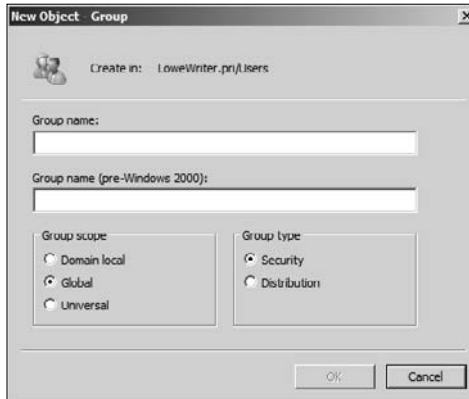 New Object - Group
Create in: LoweWriter.pri/Users
Group name:
Group name (pre-Windows 2000):
Group scope
Domain local
Global
Universal
Group type
Security
Distribution
OK
Cancel